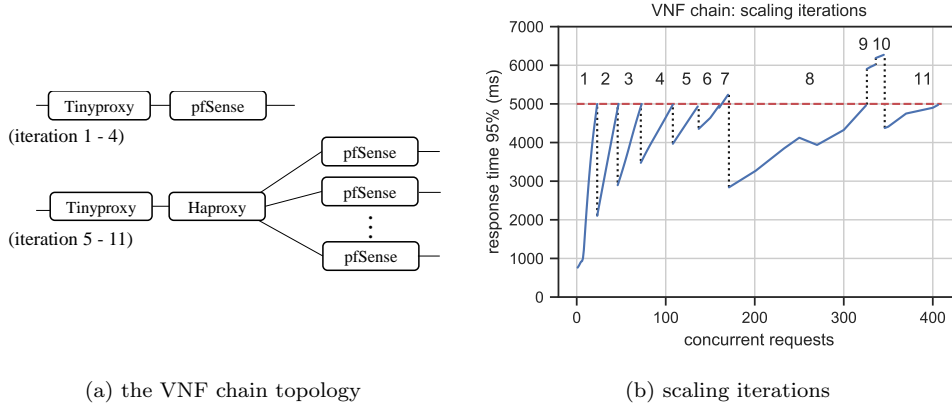 Tinyproxy
pfSense
(iteration 1 - 4)
pfSense
pfSense
Tinyproxy
Haproxy
pfSense
(iteration 5 - 11)
(a) the VNF chain topology
VNF chain: scaling iterations
response time 95% (ms)
7000
6000
5000
4000
3000
2000
1000
0
1 2 3 4 5 6 7 8 9 10 11
0 100 200 300 400
concurrent requests
(b) scaling iterations